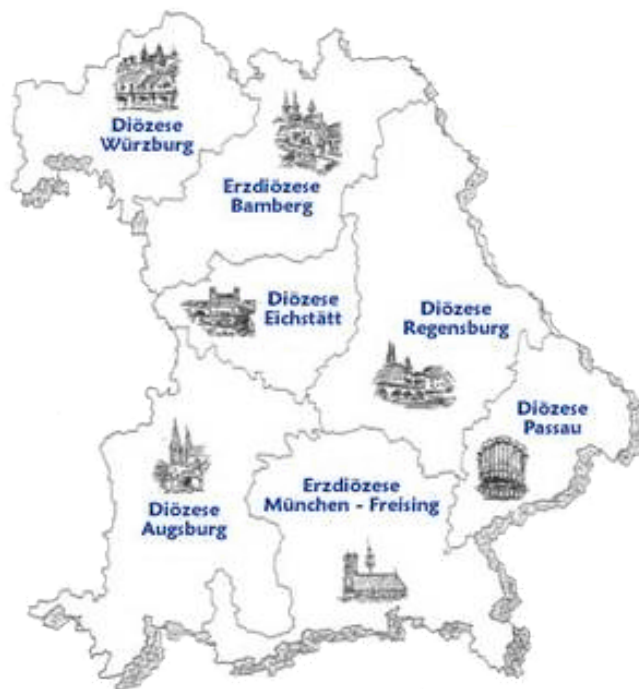 Diözese
Würzburg
Erzdiözese
Bamberg
Diözese
Eichstätt
Diözese
Regensburg
Diözese
Passau
Diözese
Augsburg
Erzdiözese
München - Freising